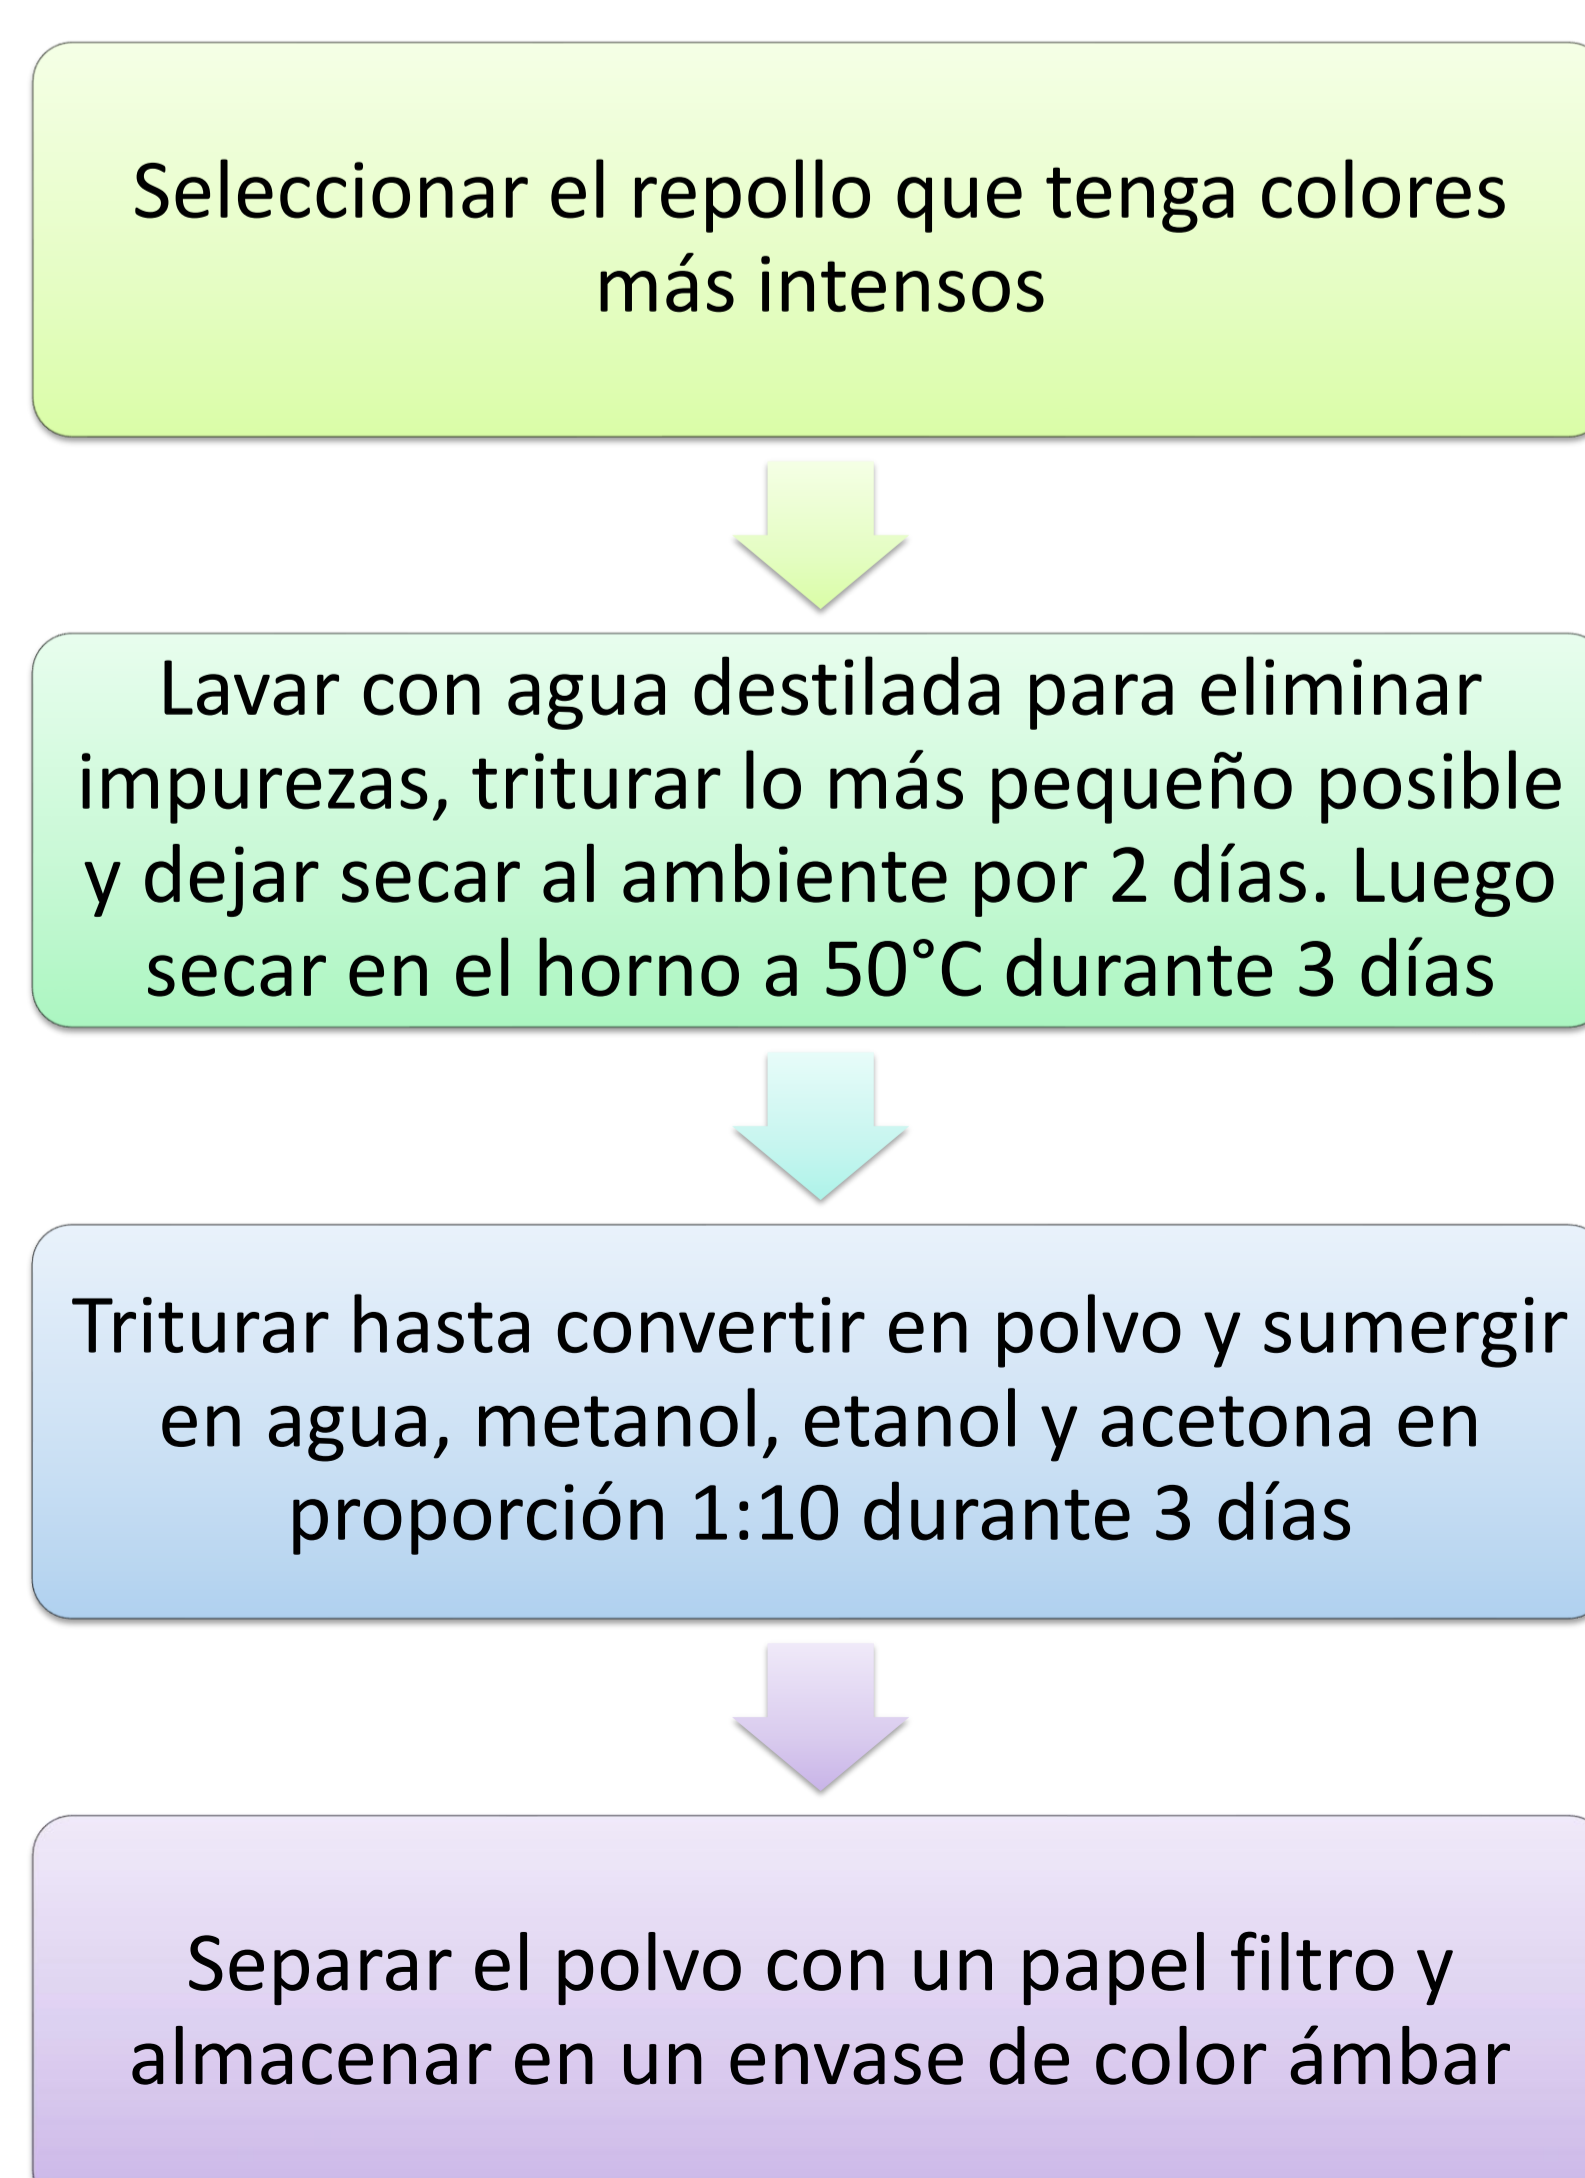 Seleccionar el repollo que tenga colores
más intensos
Lavar con agua destilada para eliminar
impurezas, triturar lo más pequeño posible
y dejar secar al ambiente por 2 días. Luego
secar en el horno a 50°C durante 3 días
Triturar hasta convertir en polvo y sumergir
en agua, metanol, etanol y acetona en
proporción 1:10 durante 3 días
Separar el polvo con un papel filtro y
almacenar en un envase de color ámbar